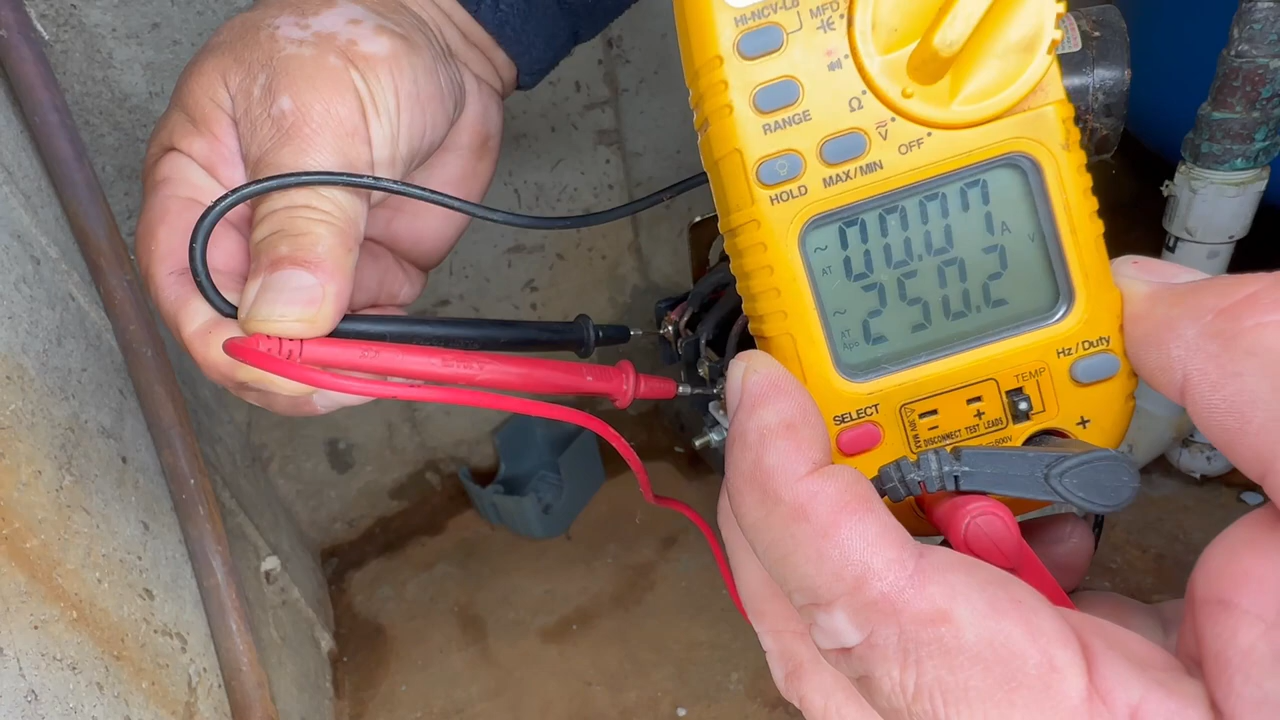 HI-NCV-Lo
MFD
RANGE
Ω
V
OFF
HOLD
MAX/MIN
~ 00.07 A V
AT
~ 250.2
AT
Apo
Hz/Duty
SELECT
TEMP
DISCONNECT TEST LEADS
600V
+